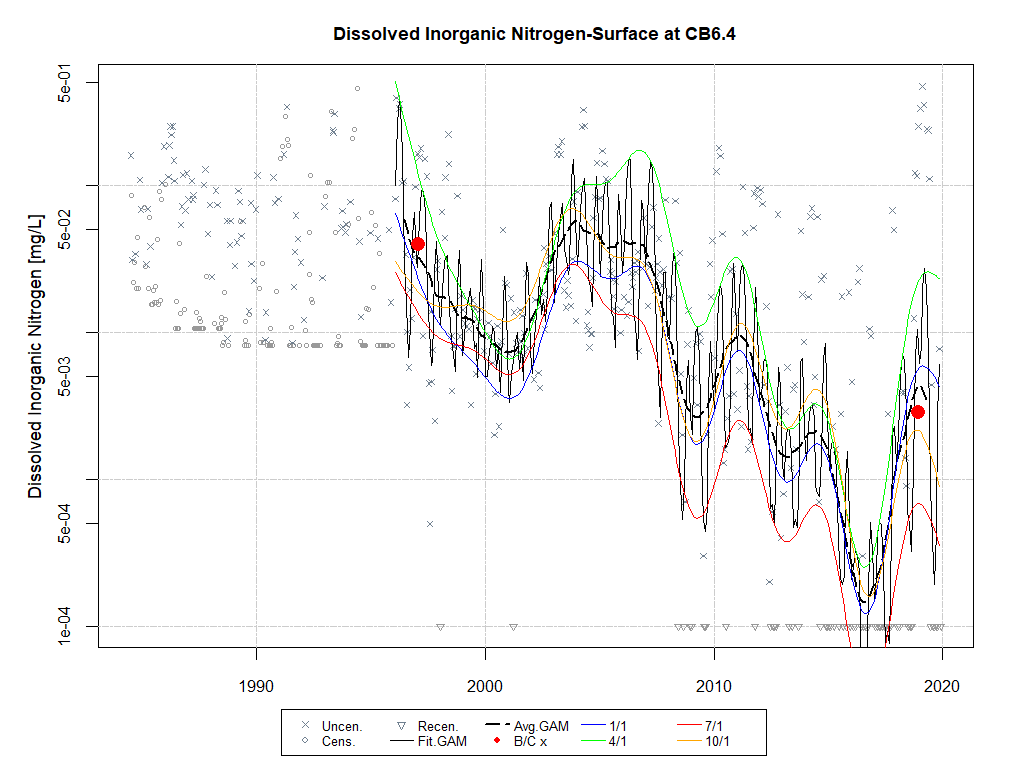 Dissolved Inorganic Nitrogen-Surface at CB6.4
Dissolved Inorganic Nitrogen [mg/L]
5e-01
5e-02
5e-03
5e-04
1e-04
1990
2000
2010
2020
Uncen. Recen. Avg.GAM 1/1 7/1
Cens. Fit.GAM B/C x 4/1 10/1